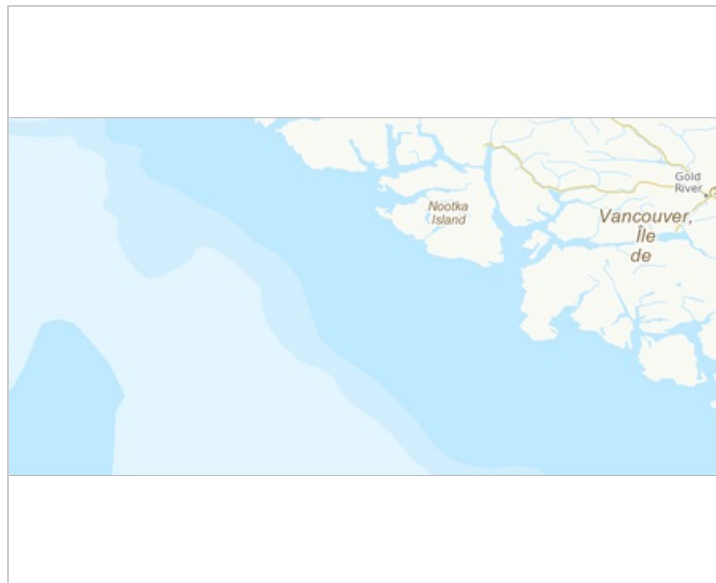 Gold
River
Nootka
Island
Vancouver,
Île
de